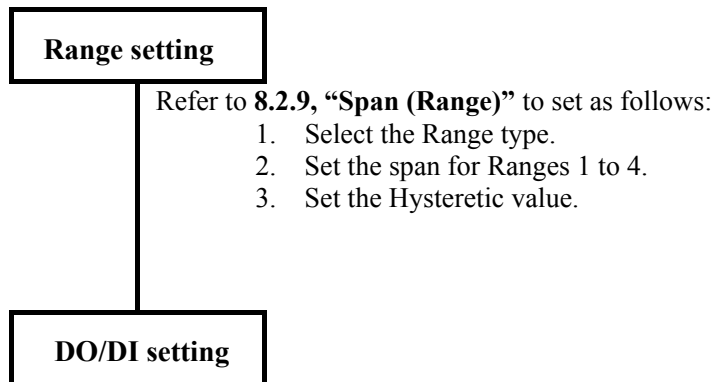 Range setting
Refer to 8.2.9, “Span (Range)” to set as follows:
1. Select the Range type.
2. Set the span for Ranges 1 to 4.
3. Set the Hysteretic value.
DO/DI setting